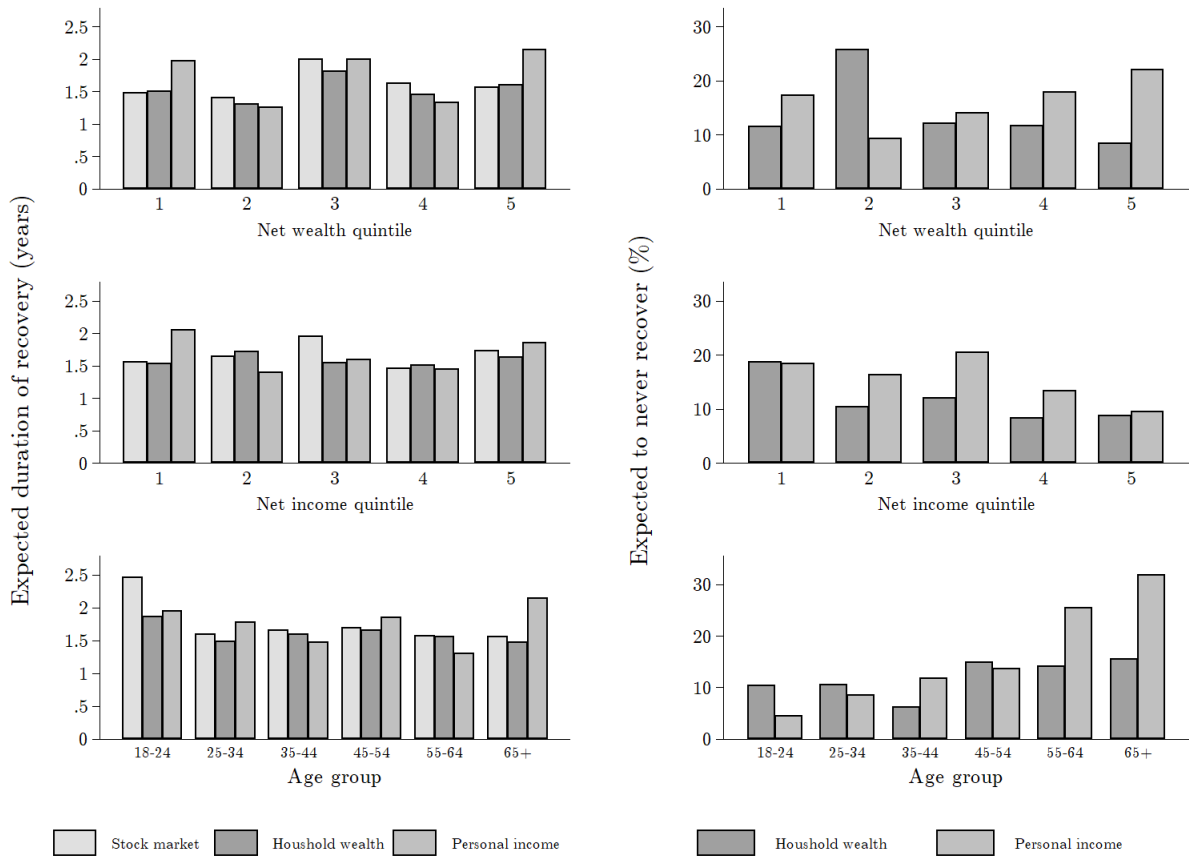 Expected duration of recovery (years)
2.5
2
1.5
1
.5
0
1 2 3 4 5
Net wealth quintile
2.5
2
1.5
1
.5
0
1 2 3 4 5
Net income quintile
2.5
2
1.5
1
.5
0
18-24 25-34 35-44 45-54 55-64 65+
Age group
Stock market Houshold wealth Personal income
Expected to never recover (%)
30
20
10
0
1 2 3 4 5
Net wealth quintile
30
20
10
0
1 2 3 4 5
Net income quintile
30
20
10
0
18-24 25-34 35-44 45-54 55-64 65+
Age group
Houshold wealth Personal income